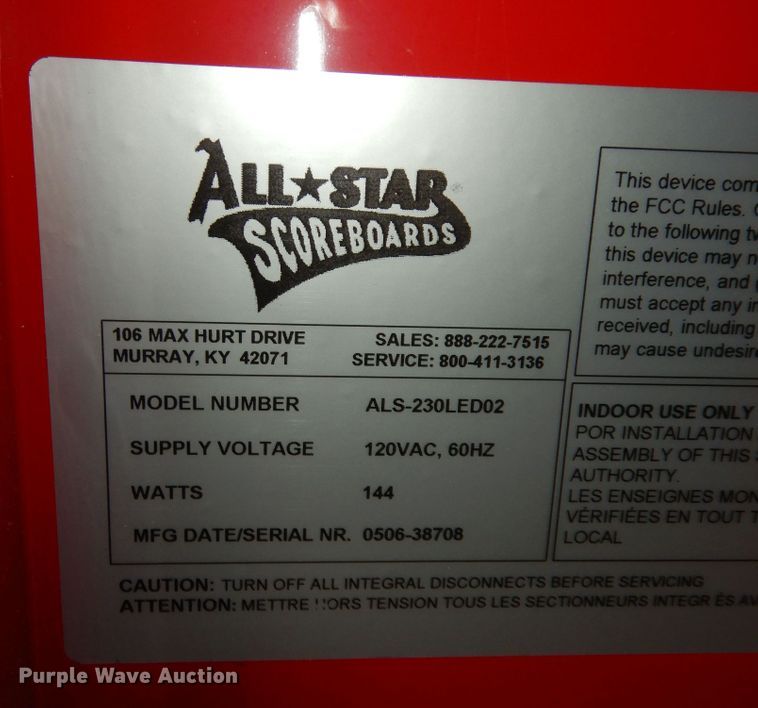 ALL★STAR
SCOREBOARDS
106 MAX HURT DRIVE
MURRAY, KY 42071
SALES: 888-222-7515
SERVICE: 800-411-3136
MODEL NUMBER ALS-230LED02
SUPPLY VOLTAGE 120VAC, 60HZ
WATTS 144
MFG DATE/SERIAL NR. 0506-38708
This device com
the FCC Rules.
to the following
this device may
interference, and
must accept any
received, including
may cause undesir
INDOOR USE ONLY
POR INSTALLATION
ASSEMBLY OF THIS
AUTHORITY.
LES ENSEIGNES MON
VÉRIFIÉES EN TOUT
LOCAL
CAUTION: TURN OFF ALL INTEGRAL DISCONNECTS BEFORE SERVICING
ATTENTION: METTRE TENSION TOUS LES SECTIONNEURS INTEGR ÉS AV
Purple Wave Auction